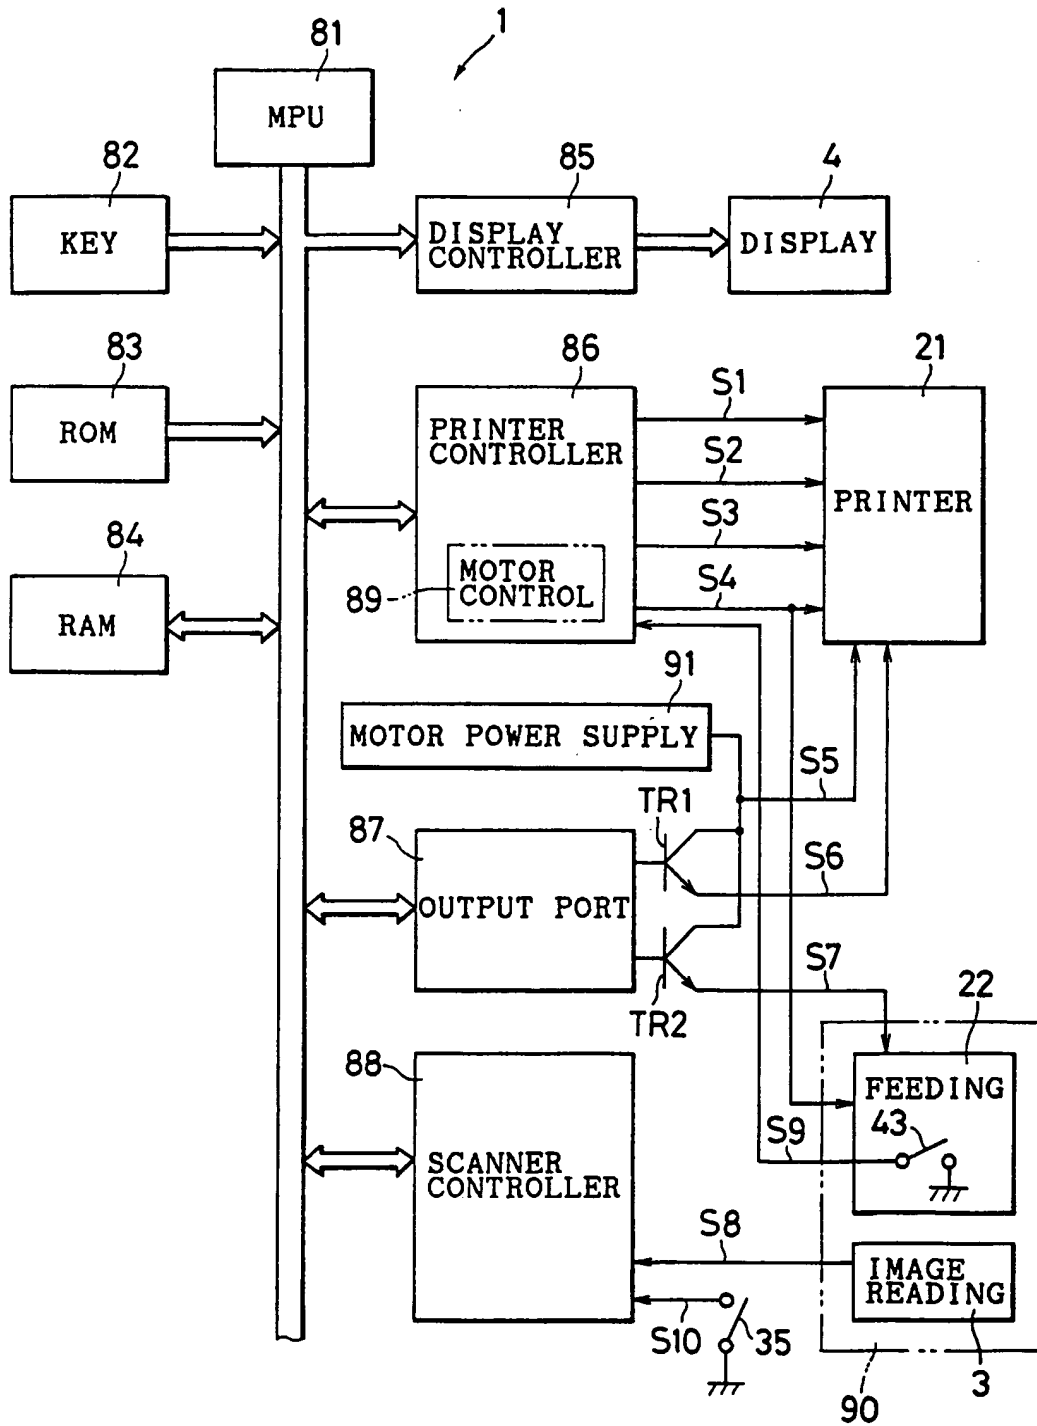 1
81
MPU
82
KEY
85
DISPLAY
CONTROLLER
4
DISPLAY
83
ROM
86
PRINTER
CONTROLLER
S1
S2
S3
S4
21
PRINTER
84
RAM
89
MOTOR
CONTROL
91
MOTOR POWER SUPPLY
S5
TR1
87
OUTPUT PORT
S6
TR2
S7
22
FEEDING
43
S9
88
SCANNER
CONTROLLER
S8
IMAGE
READING
S10
35
3
90